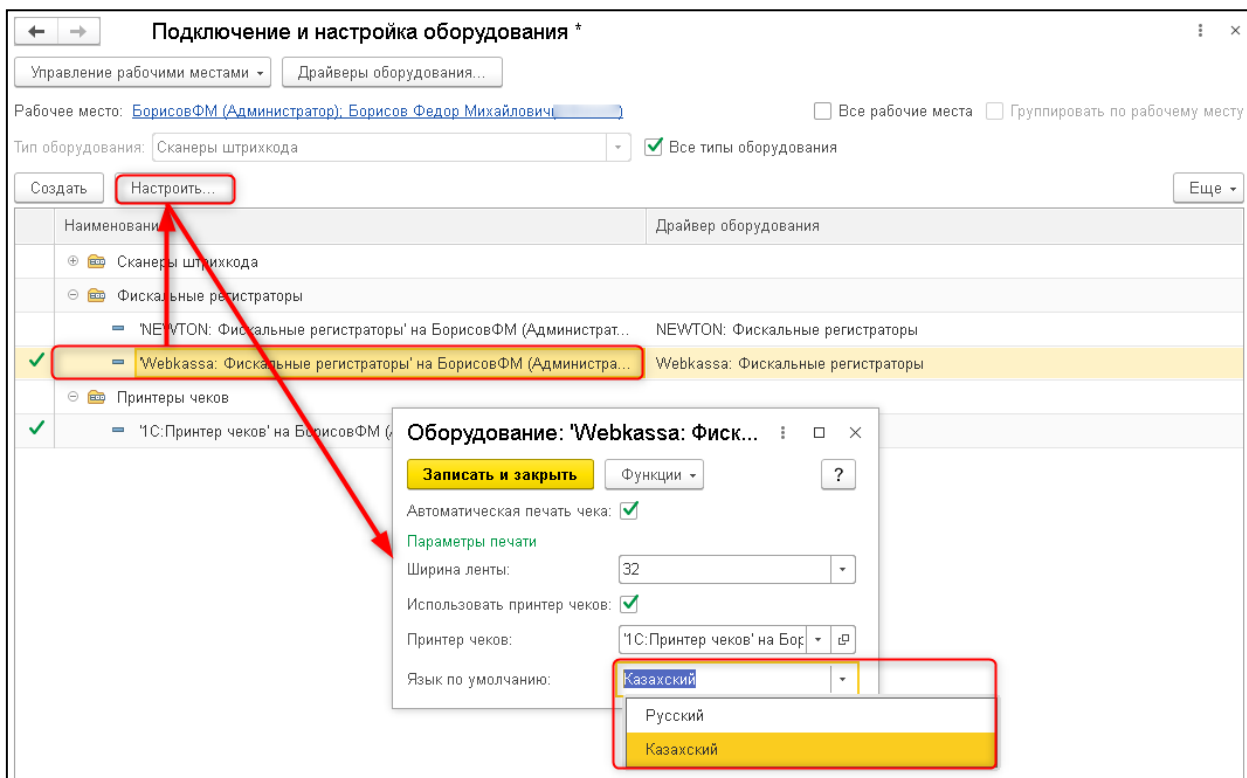 Подключение и настройка оборудования *
Управление рабочими местами
Драйверы оборудования...
Рабочее место: БорисовФМ (Администратор); Борисов Федор Михайлович( )
Все рабочие места
Группировать по рабочему месту
Тип оборудования: Сканеры штрихкода
Все типы оборудования
Создать
Настроить...
Еще
Наименование
Драйвер оборудования
Сканеры штрихкода
Фискальные регистраторы
'NEWTON: Фискальные регистраторы' на БорисовФМ (Администрат...
NEWTON: Фискальные регистраторы
'Webkassa: Фискальные регистраторы' на БорисовФМ (Администра...
Webkassa: Фискальные регистраторы
Принтеры чеков
'1С:Принтер чеков' на БорисовФМ (
Оборудование: 'Webkassa: Фиск...
Записать и закрыть
Функции
?
Автоматическая печать чека:
Параметры печати
Ширина ленты: 32
Использовать принтер чеков:
Принтер чеков: '1С:Принтер чеков' на Бор
Язык по умолчанию: Казахский
Русский
Казахский